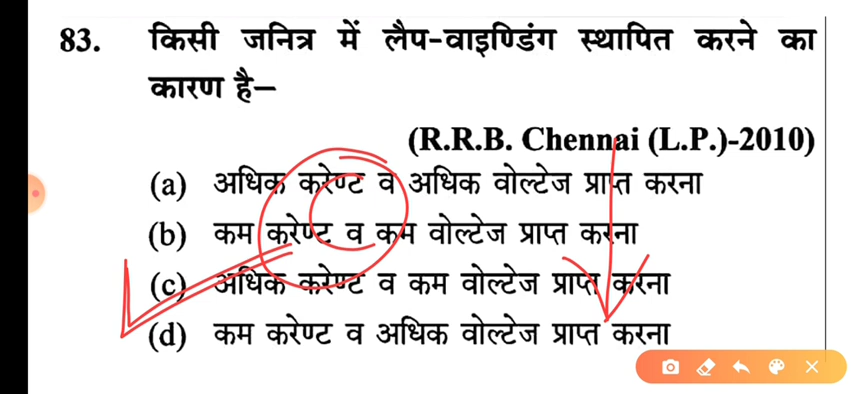 83. किसी जनित्र में लैप-वाइण्डिंग स्थापित करने का
कारण है–
(R.R.B. Chennai (L.P.)-2010)
(a) अधिक करेण्ट व अधिक वोल्टेज प्राप्त करना
(b) कम करेण्ट व कम वोल्टेज प्राप्त करना
(c) अधिक करेण्ट व कम वोल्टेज प्राप्त करना
(d) कम करेण्ट व अधिक वोल्टेज प्राप्त करना